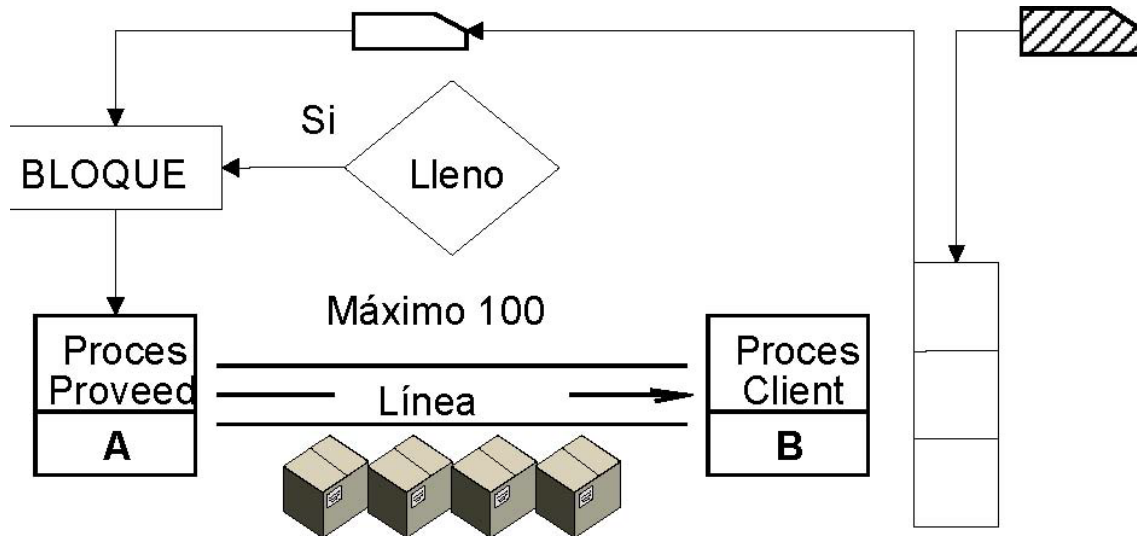 Si
BLOQUE
Lleno
Máximo 100
Proces
Proveed
A
Línea
Proces
Client
B